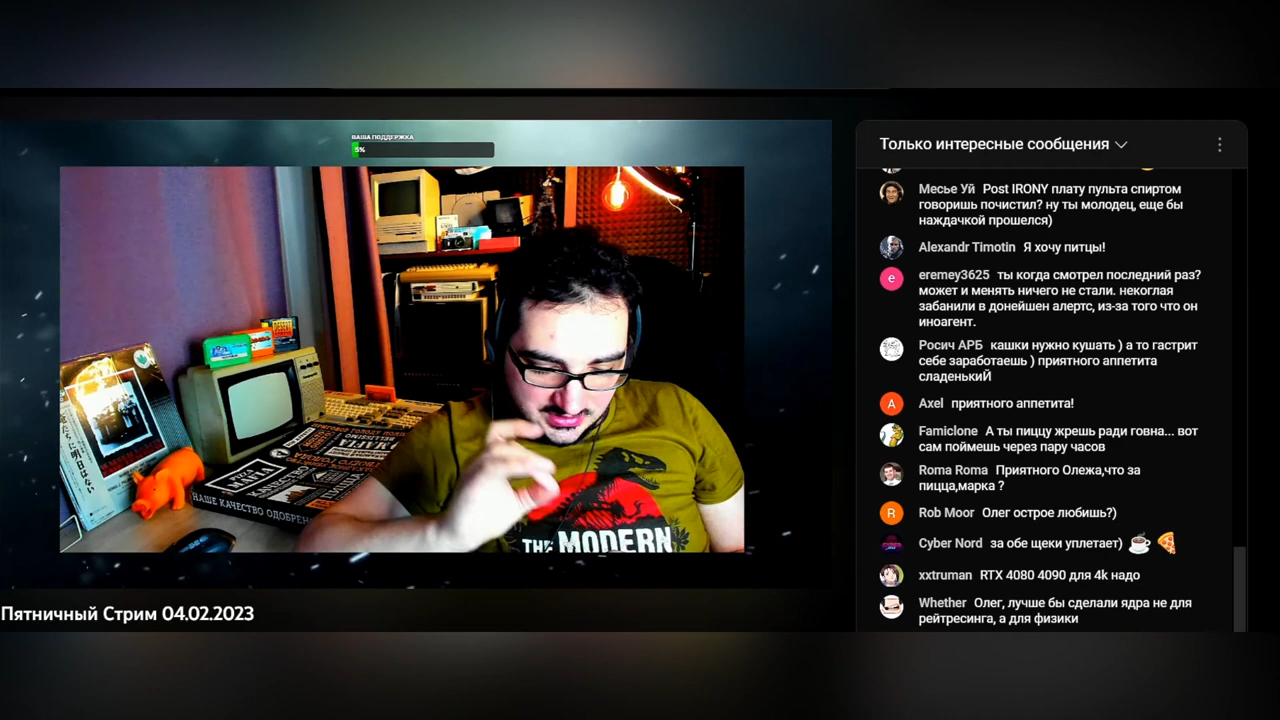 ВАША ПОДДЕРЖКА
5%
МАФИЯ
BELLISSIMO
НАШЕ КАЧЕСТВО ОДОБРЕН
THE MODERN
Пятничный Стрим 04.02.2023
Только интересные сообщения
Месье Уй Post IRONY плату пульта спиртом
говоришь почистил? ну ты молодец, еще бы
наждачкой прошелся)
Alexandr Timotin Я хочу питцы!
e
eremey3625 ты когда смотрел последний раз?
может и менять ничего не стали. некоглая
забанили в донейшен алертс, из-за того что он
иноагент.
Росич АРБ кашки нужно кушать ) а то гастрит
себе заработаешь ) приятного аппетита
сладенькиЙ
A
Axel приятного аппетита!
Famiclone А ты пиццу жрешь ради говна... вот
сам поймешь через пару часов
Roma Roma Приятного Олежа,что за
пицца,марка ?
R
Rob Moor Олег острое любишь?)
Cyber Nord за обе щеки уплетает) ☕ 🍕
xxtruman RTX 4080 4090 для 4k надо
Whether Олег, лучше бы сделали ядра не для
рейтресинга, а для физики